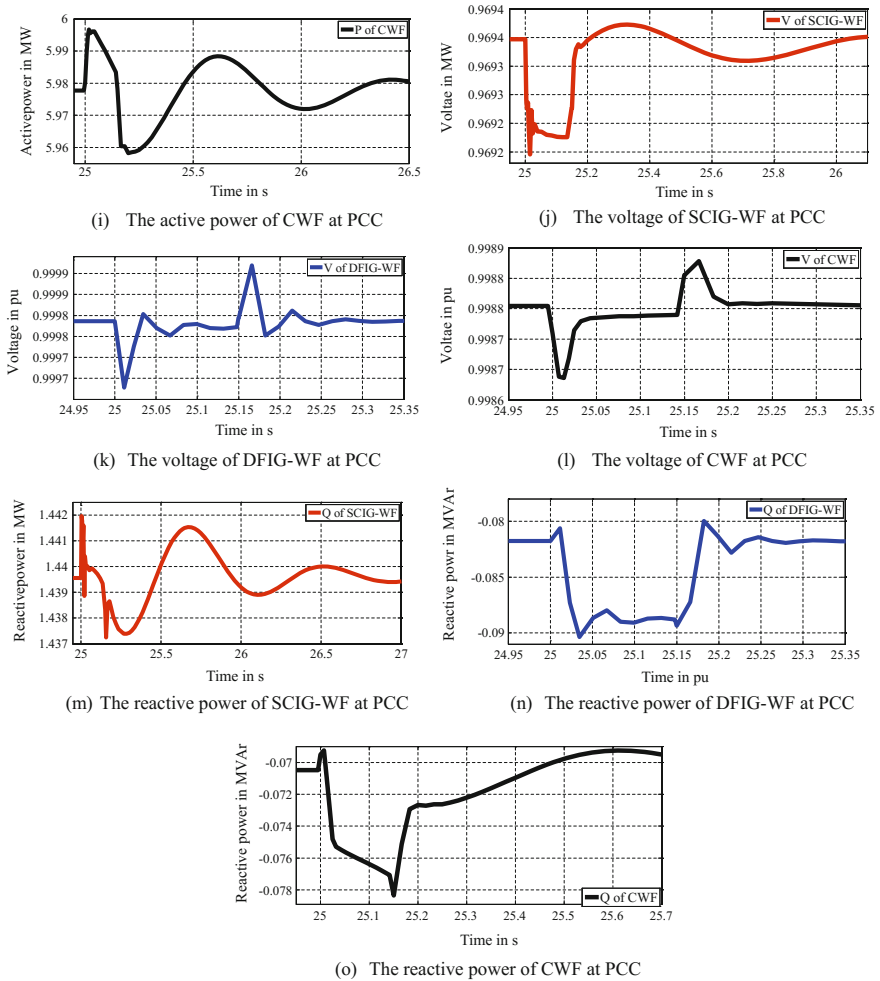 6
5.99
5.98
5.97
5.96
Activepower in MW
P of CWF
25 25.5 26 26.5
Time in s
(i) The active power of CWF at PCC
0.9694
0.9694
0.9693
0.9693
0.9692
0.9692
Voltae in MW
V of SCIG-WF
25 25.2 25.4 25.6 25.8 26
Time in s
(j) The voltage of SCIG-WF at PCC
0.9999
0.9999
0.9998
0.9998
0.9997
0.9997
Voltage in pu
V of DFIG-WF
24.95 25 25.05 25.1 25.15 25.2 25.25 25.3 25.35
Time in s
(k) The voltage of DFIG-WF at PCC
0.9989
0.9988
0.9988
0.9987
0.9987
0.9986
Voltae in pu
V of CWF
24.95 25 25.05 25.1 25.15 25.2 25.25 25.3 25.35
Time in s
(l) The voltage of CWF at PCC
1.442
1.441
1.44
1.439
1.438
1.437
Reactivepower in MW
Q of SCIG-WF
25 25.5 26 26.5 27
Time in s
(m) The reactive power of SCIG-WF at PCC
-0.08
-0.085
-0.09
Reactive powr in MVAr
Q of DFIG-WF
24.95 25 25.05 25.1 25.15 25.2 25.25 25.3 25.35
Time in pu
(n) The reactive power of DFIG-WF at PCC
-0.07
-0.072
-0.074
-0.076
-0.078
Reactive power in MVAr
Q of CWF
25 25.1 25.2 25.3 25.4 25.5 25.6 25.7
Time in s
(o) The reactive power of CWF at PCC